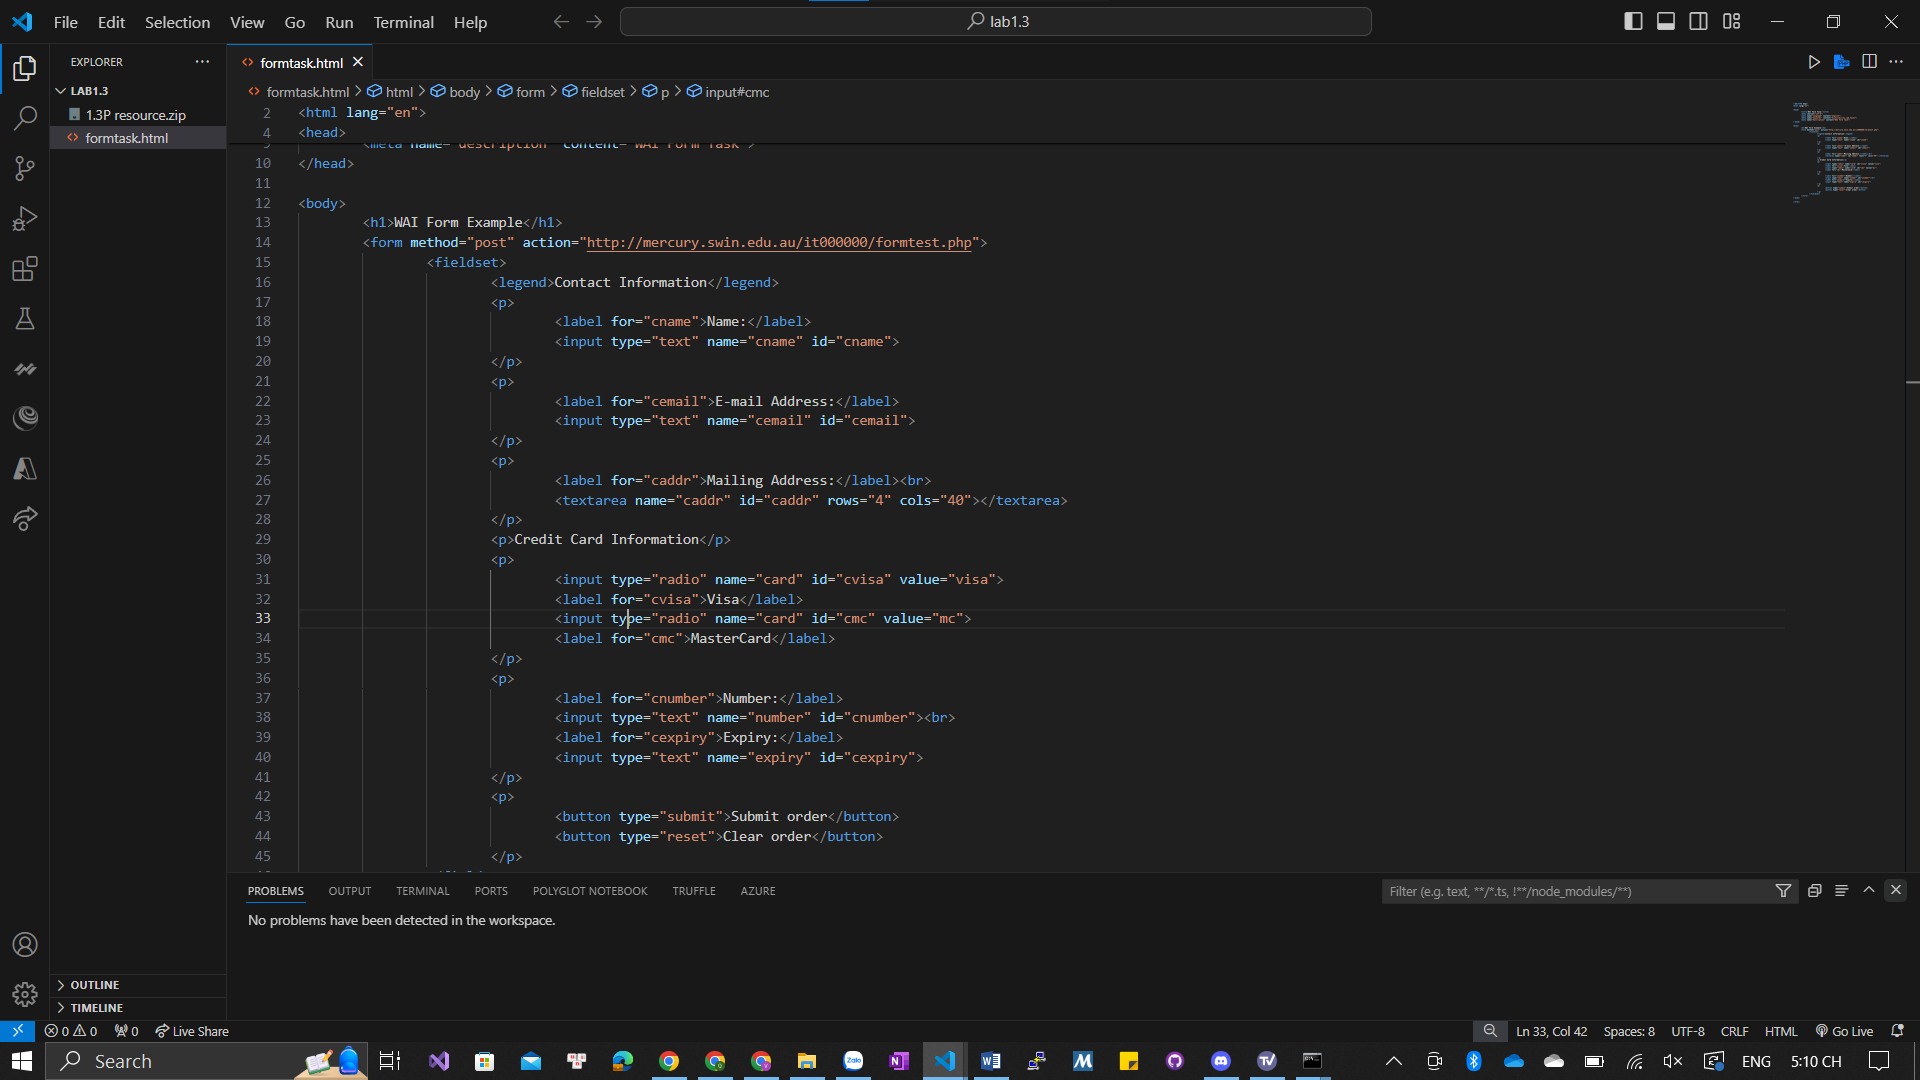 File Edit Selection View Go Run Terminal Help
lab1.3
EXPLORER
formtask.html
LAB1.3
1.3P resource.zip
formtask.html
formtask.html > html > body > form > fieldset > p > input#cmc
2 <html lang="en">
4 <head>
<meta name="description" content="WAI Form Task">
10 </head>
11
12 <body>
13 <h1>WAI Form Example</h1>
14 <form method="post" action="http://mercury.swin.edu.au/it000000/formtest.php">
15 <fieldset>
16 <legend>Contact Information</legend>
17 <p>
18 <label for="cname">Name:</label>
19 <input type="text" name="cname" id="cname">
20 </p>
21 <p>
22 <label for="cemail">E-mail Address:</label>
23 <input type="text" name="cemail" id="cemail">
24 </p>
25 <p>
26 <label for="caddr">Mailing Address:</label><br>
27 <textarea name="caddr" id="caddr" rows="4" cols="40"></textarea>
28 </p>
29 <p>Credit Card Information</p>
30 <p>
31 <input type="radio" name="card" id="cvisa" value="visa">
32 <label for="cvisa">Visa</label>
33 <input type="radio" name="card" id="cmc" value="mc">
34 <label for="cmc">MasterCard</label>
35 </p>
36 <p>
37 <label for="cnumber">Number:</label>
38 <input type="text" name="number" id="cnumber"><br>
39 <label for="cexpiry">Expiry:</label>
40 <input type="text" name="expiry" id="cexpiry">
41 </p>
42 <p>
43 <button type="submit">Submit order</button>
44 <button type="reset">Clear order</button>
45 </p>
PROBLEMS OUTPUT TERMINAL PORTS POLYGLOT NOTEBOOK TRUFFLE AZURE
Filter (e.g. text, **/*.ts, !**/node_modules/**)
No problems have been detected in the workspace.
OUTLINE
TIMELINE
0 0 0 Live Share
Ln 33, Col 42 Spaces: 8 UTF-8 CRLF HTML Go Live
Search
ENG 5:10 CH